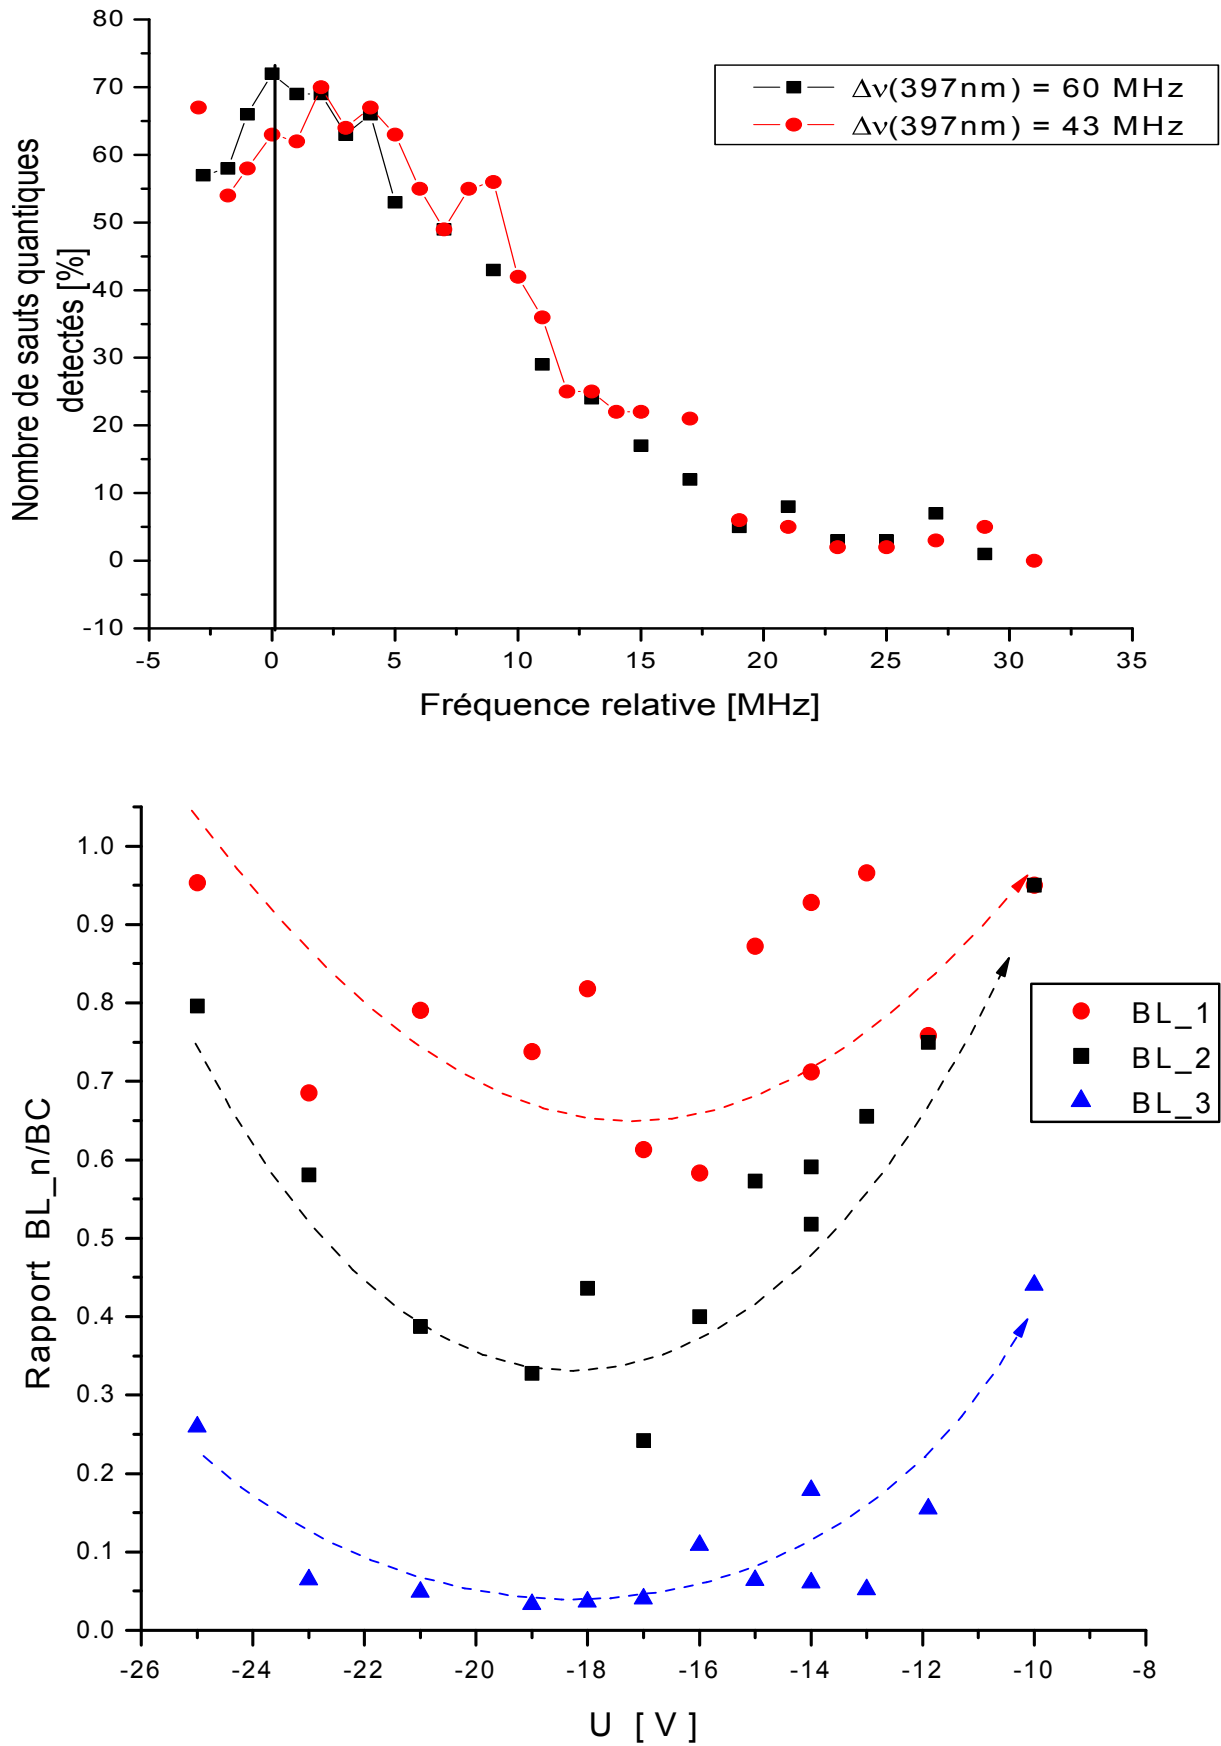 80
70
60
50
40
30
20
10
0
-10
Nombre de sauts quantiques
detectés [%]
Δν(397nm) = 60 MHz
Δν(397nm) = 43 MHz
-5 0 5 10 15 20 25 30 35
Fréquence relative [MHz]
1.0
0.9
0.8
0.7
0.6
0.5
0.4
0.3
0.2
0.1
0.0
Rapport BL_n/BC
BL_1
BL_2
BL_3
-26 -24 -22 -20 -18 -16 -14 -12 -10 -8
U [ V ]